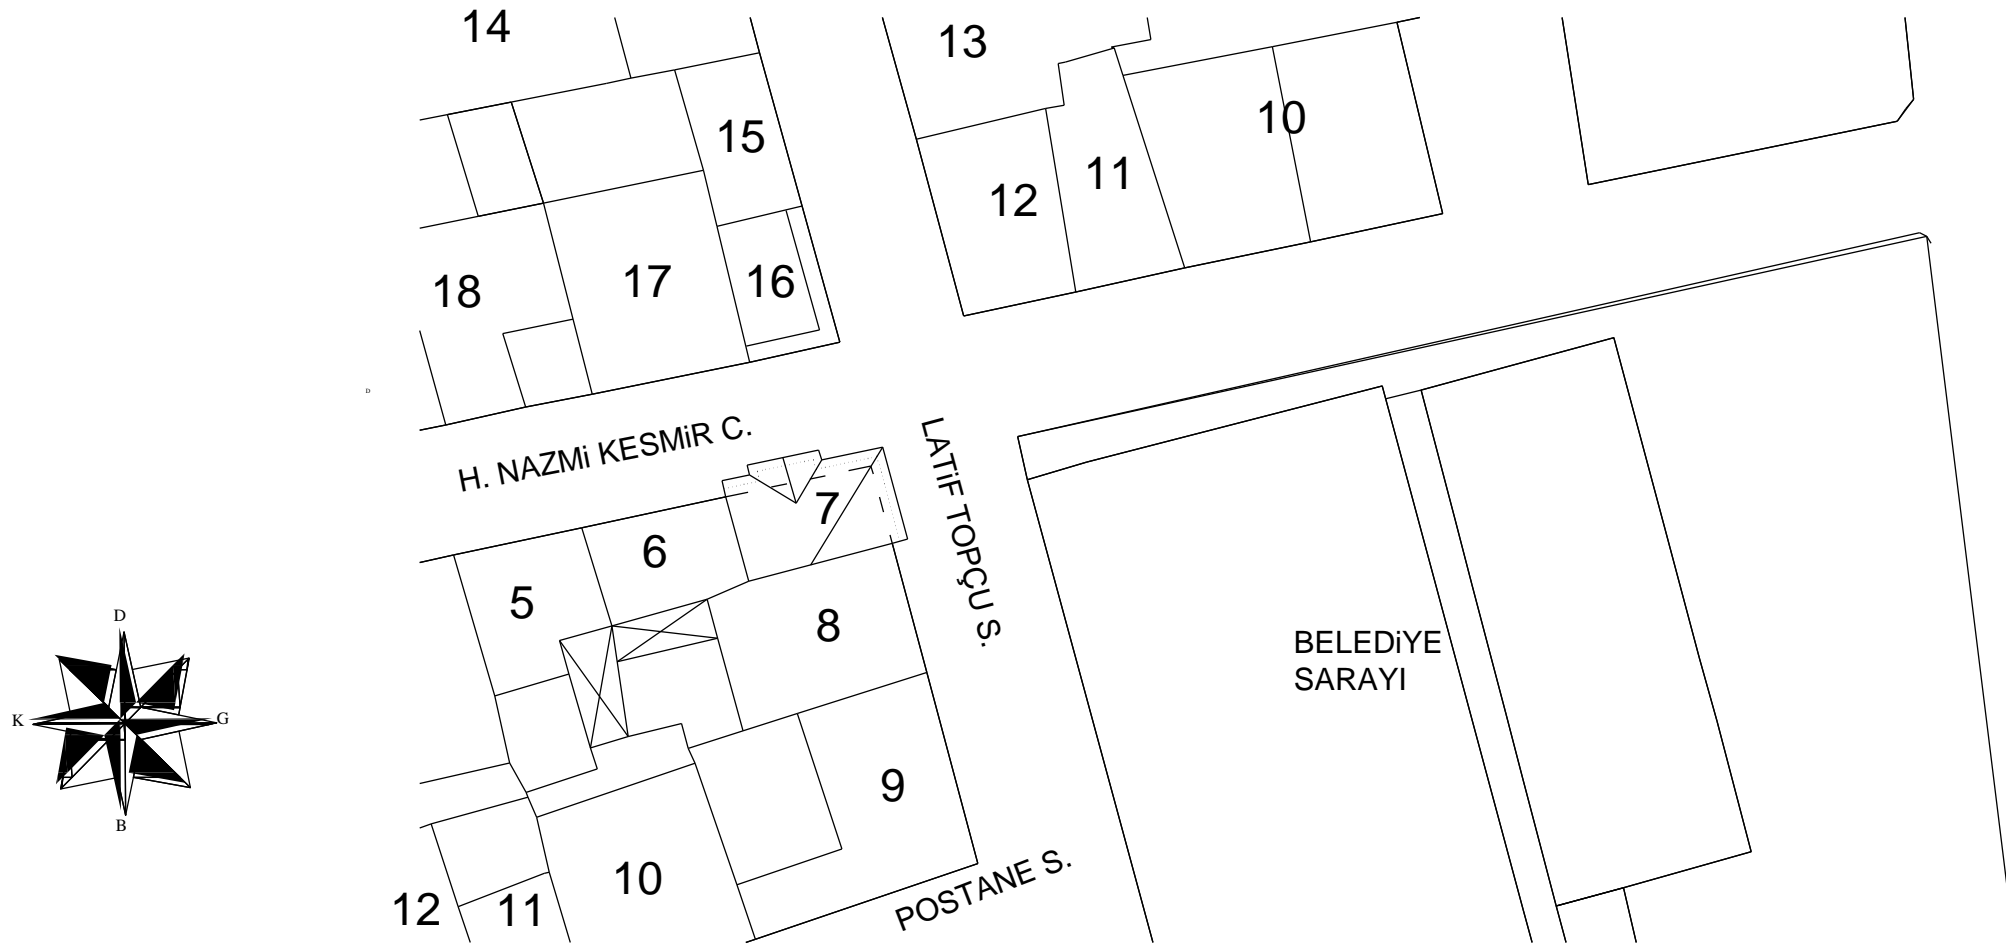 14
13
15
10
11
12
17
16
18
D
H. NAZMi KESMiR C.
LATiF TOPÇU S.
7
6
5
8
D
BELEDiYE
SARAYI
K
G
9
B
10
12
11
POSTANE S.